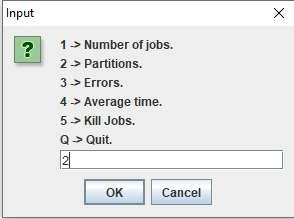 Input
1 -> Number of jobs.
2 -> Partitions.
3 -> Errors.
4 -> Average time.
5 -> Kill Jobs.
Q -> Quit.
2
OK Cancel